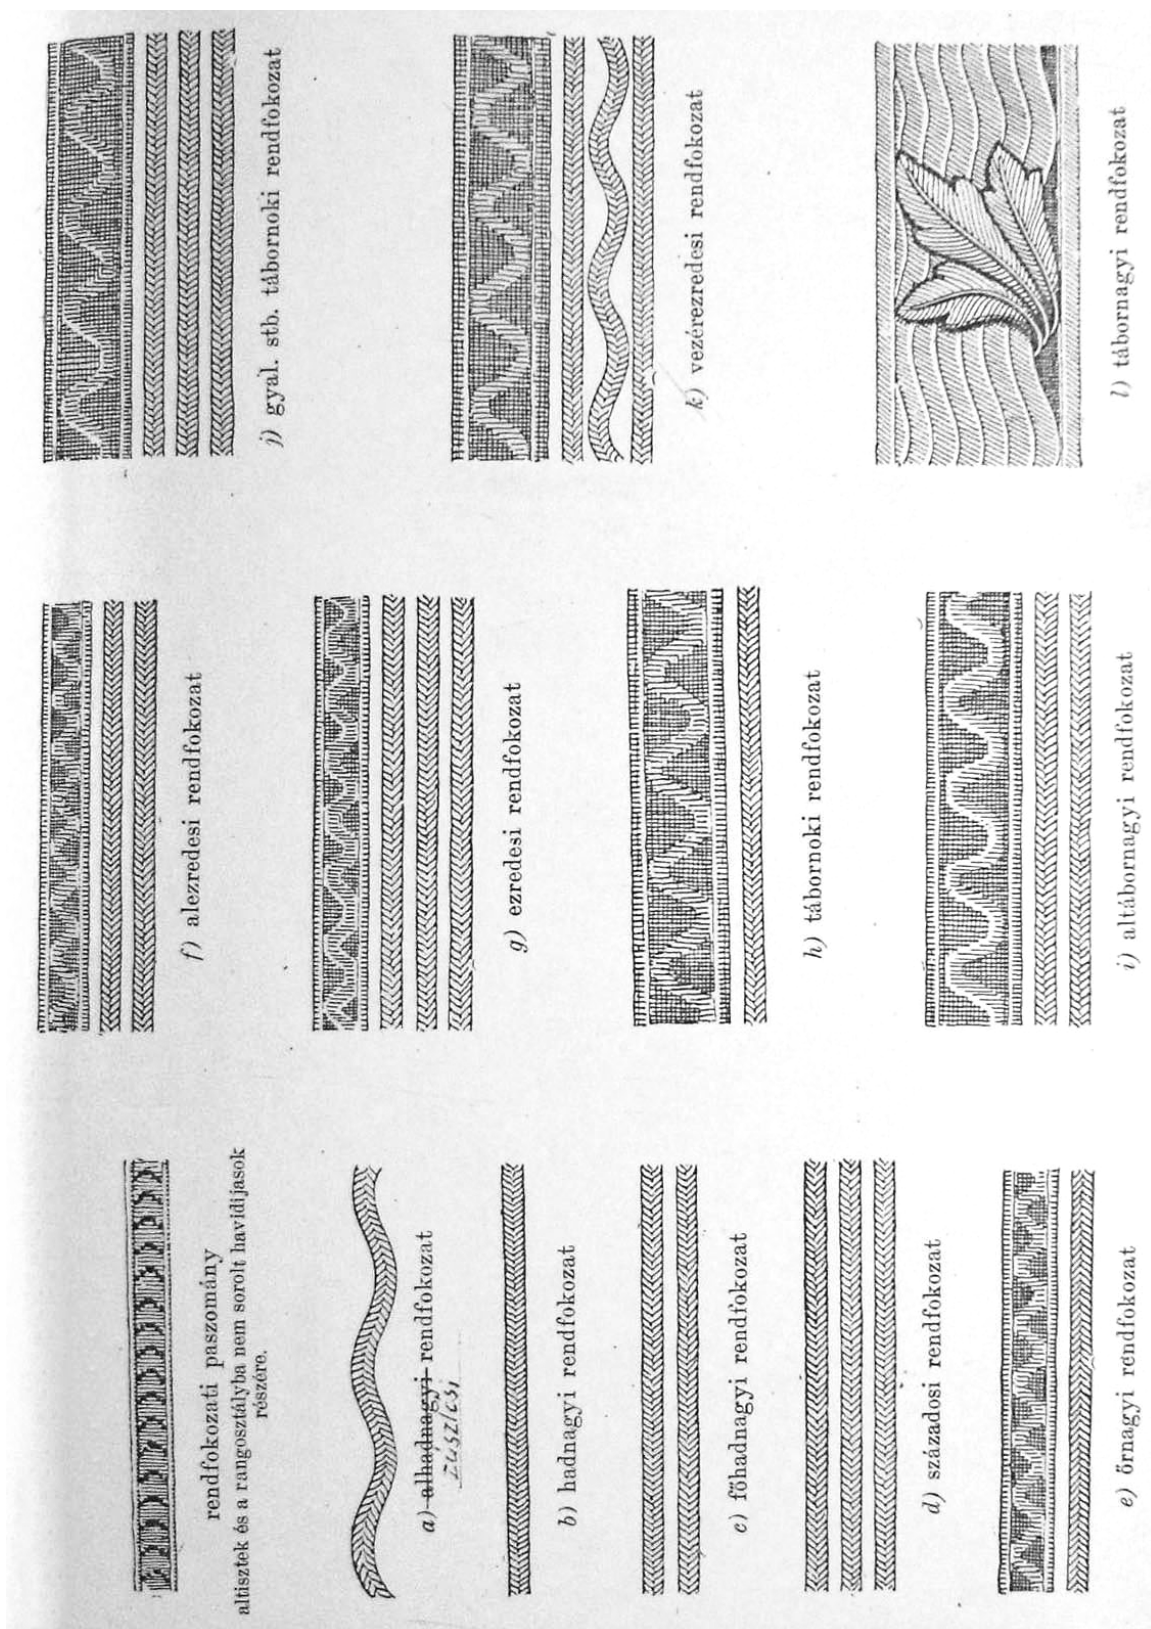 rendfokozati paszomány
altisztek és a rangosztályba nem sorolt havidíjasok
részére.
a) alhadnagyi rendfokozat
zászlósi
b) hadnagyi rendfokozat
c) főhadnagyi rendfokozat
d) századosi rendfokozat
e) őrnagyi rendfokozat
f) alezredesi rendfokozat
g) ezredesi rendfokozat
h) tábornoki rendfokozat
i) altábornagyi rendfokozat
j) gyal. stb. tábornoki rendfokozat
k) vezérezredesi rendfokozat
l) tábornagyi rendfokozat